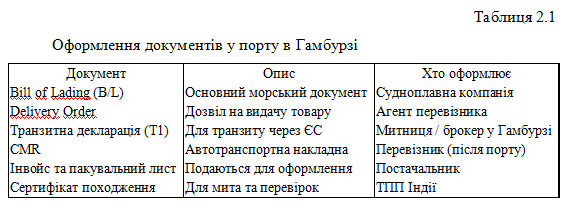 Таблиця 2.1
Оформлення документів у порту в Гамбурзі
Документ Опис Хто оформлює
Bill of Lading (B/L) Основний морський документ Судноплавна компанія
Delivery Order Дозвіл на видачу товару Агент перевізника
Транзитна декларація (T1) Для транзиту через ЄС Митниця / брокер у Гамбурзі
CMR Автотранспортна накладна Перевізник (після порту)
Інвойс та пакувальний лист Подаються для оформлення Постачальник
Сертифікат походження Для мита та перевірок ТПП Індії